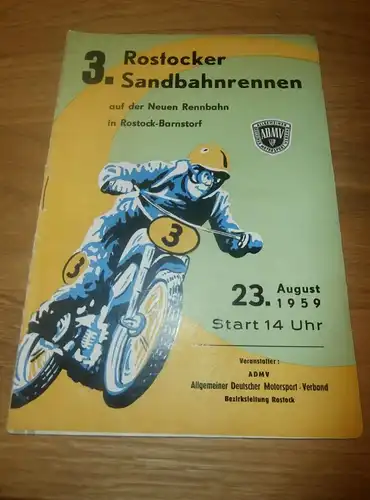 3. Rostocker
Sandbahnrennen
auf der Neuen Rennbahn
in Rostock-Barnstorf
ADMV
3
3
23. August
1959
Start 14 Uhr
Veranstalter:
ADMV
Allgemeiner Deutscher Motorsport-Verband
Bezirksleitung Rostock